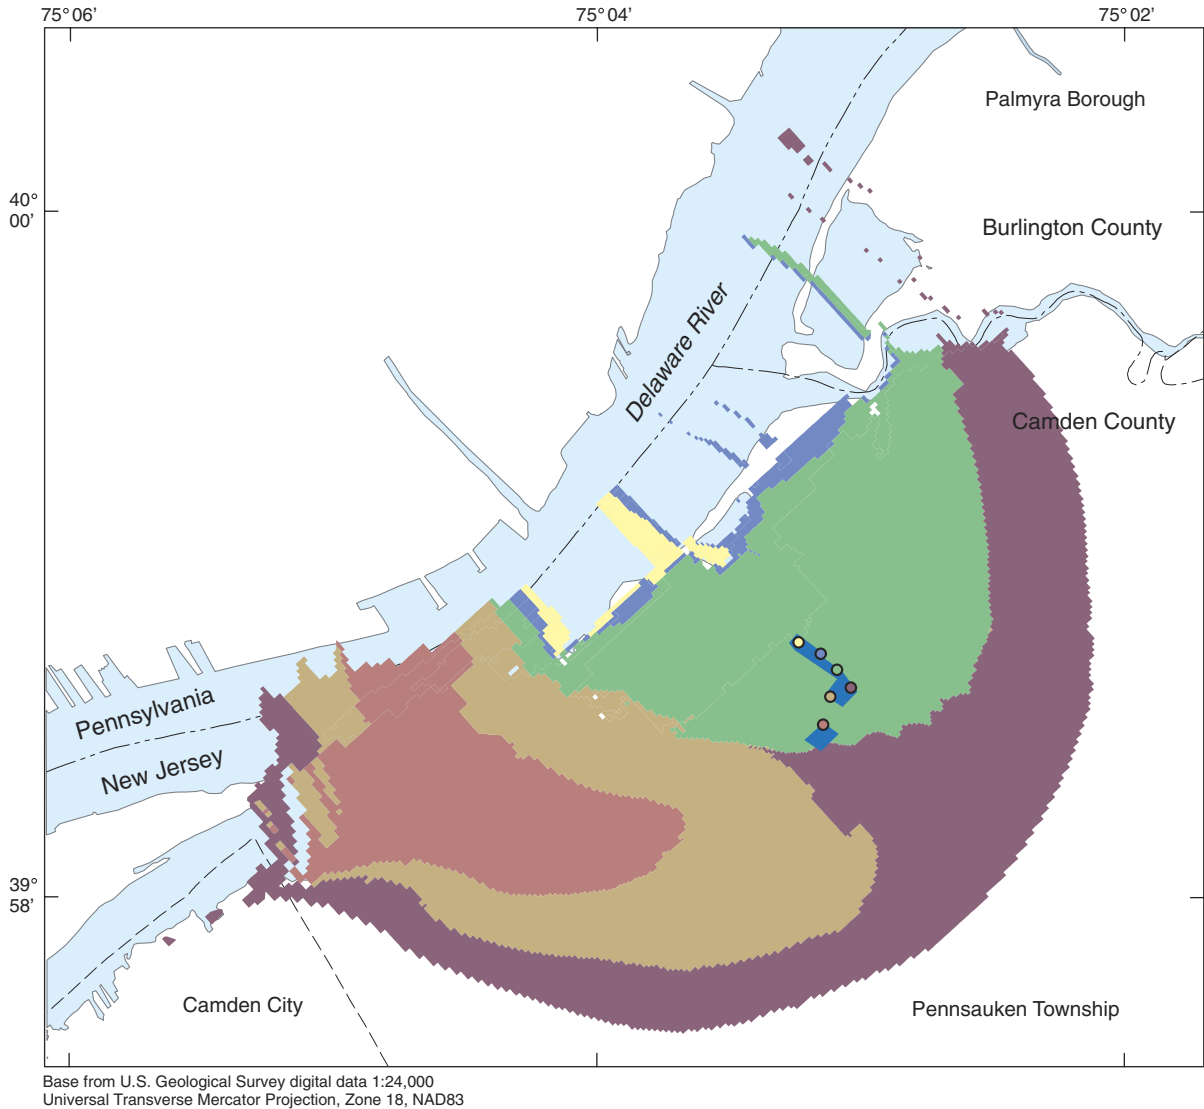 75° 06’
75° 04’
75° 02’
Palmyra Borough
40°
00’
Burlington County
Delaware River
Camden County
Pennsylvania
New Jersey
39°
58’
Camden City
Pennsauken Township
Base from U.S. Geological Survey digital data 1:24,000
Universal Transverse Mercator Projection, Zone 18, NAD83